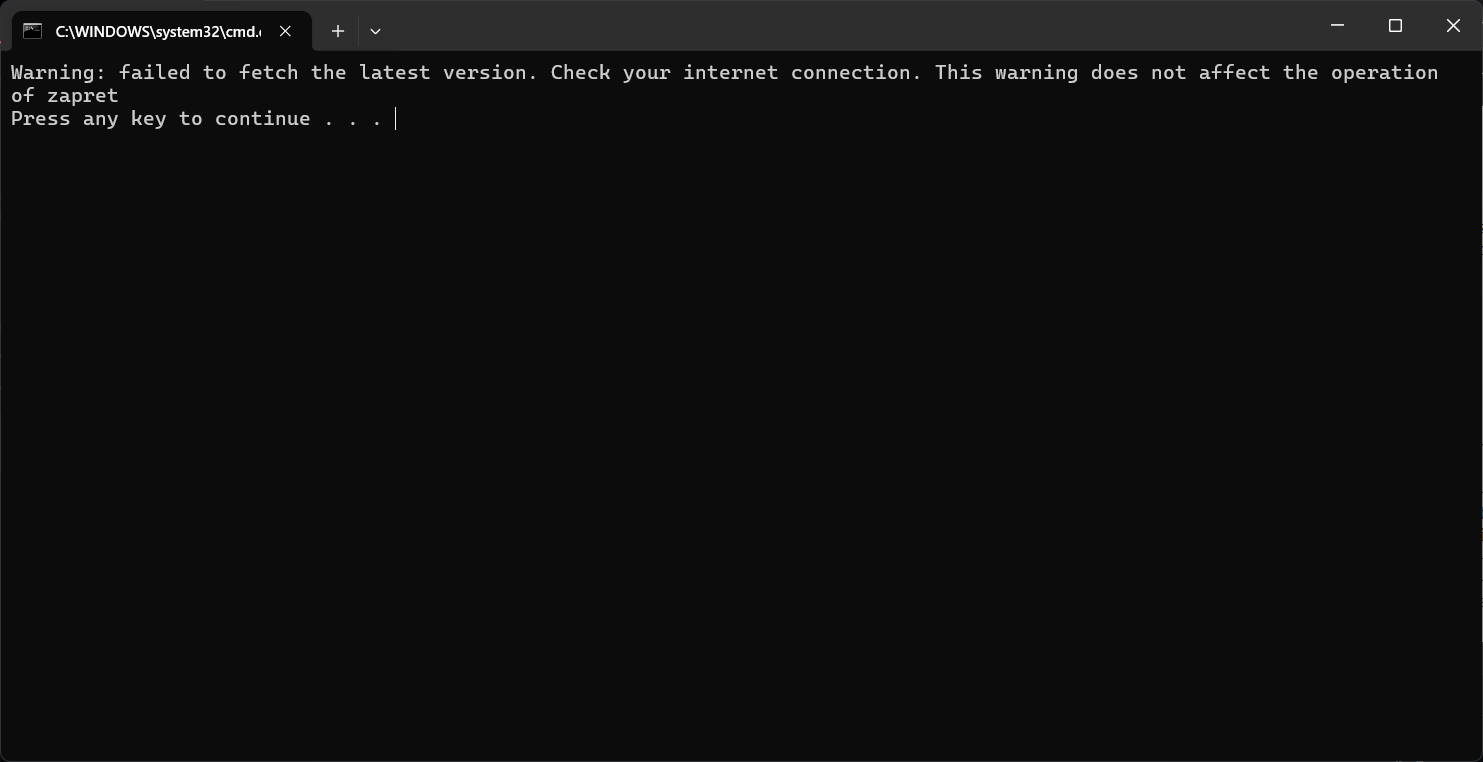 C:\WINDOWS\system32\cmd.e
Warning: failed to fetch the latest version. Check your internet connection. This warning does not affect the operation
of zapret
Press any key to continue . . .